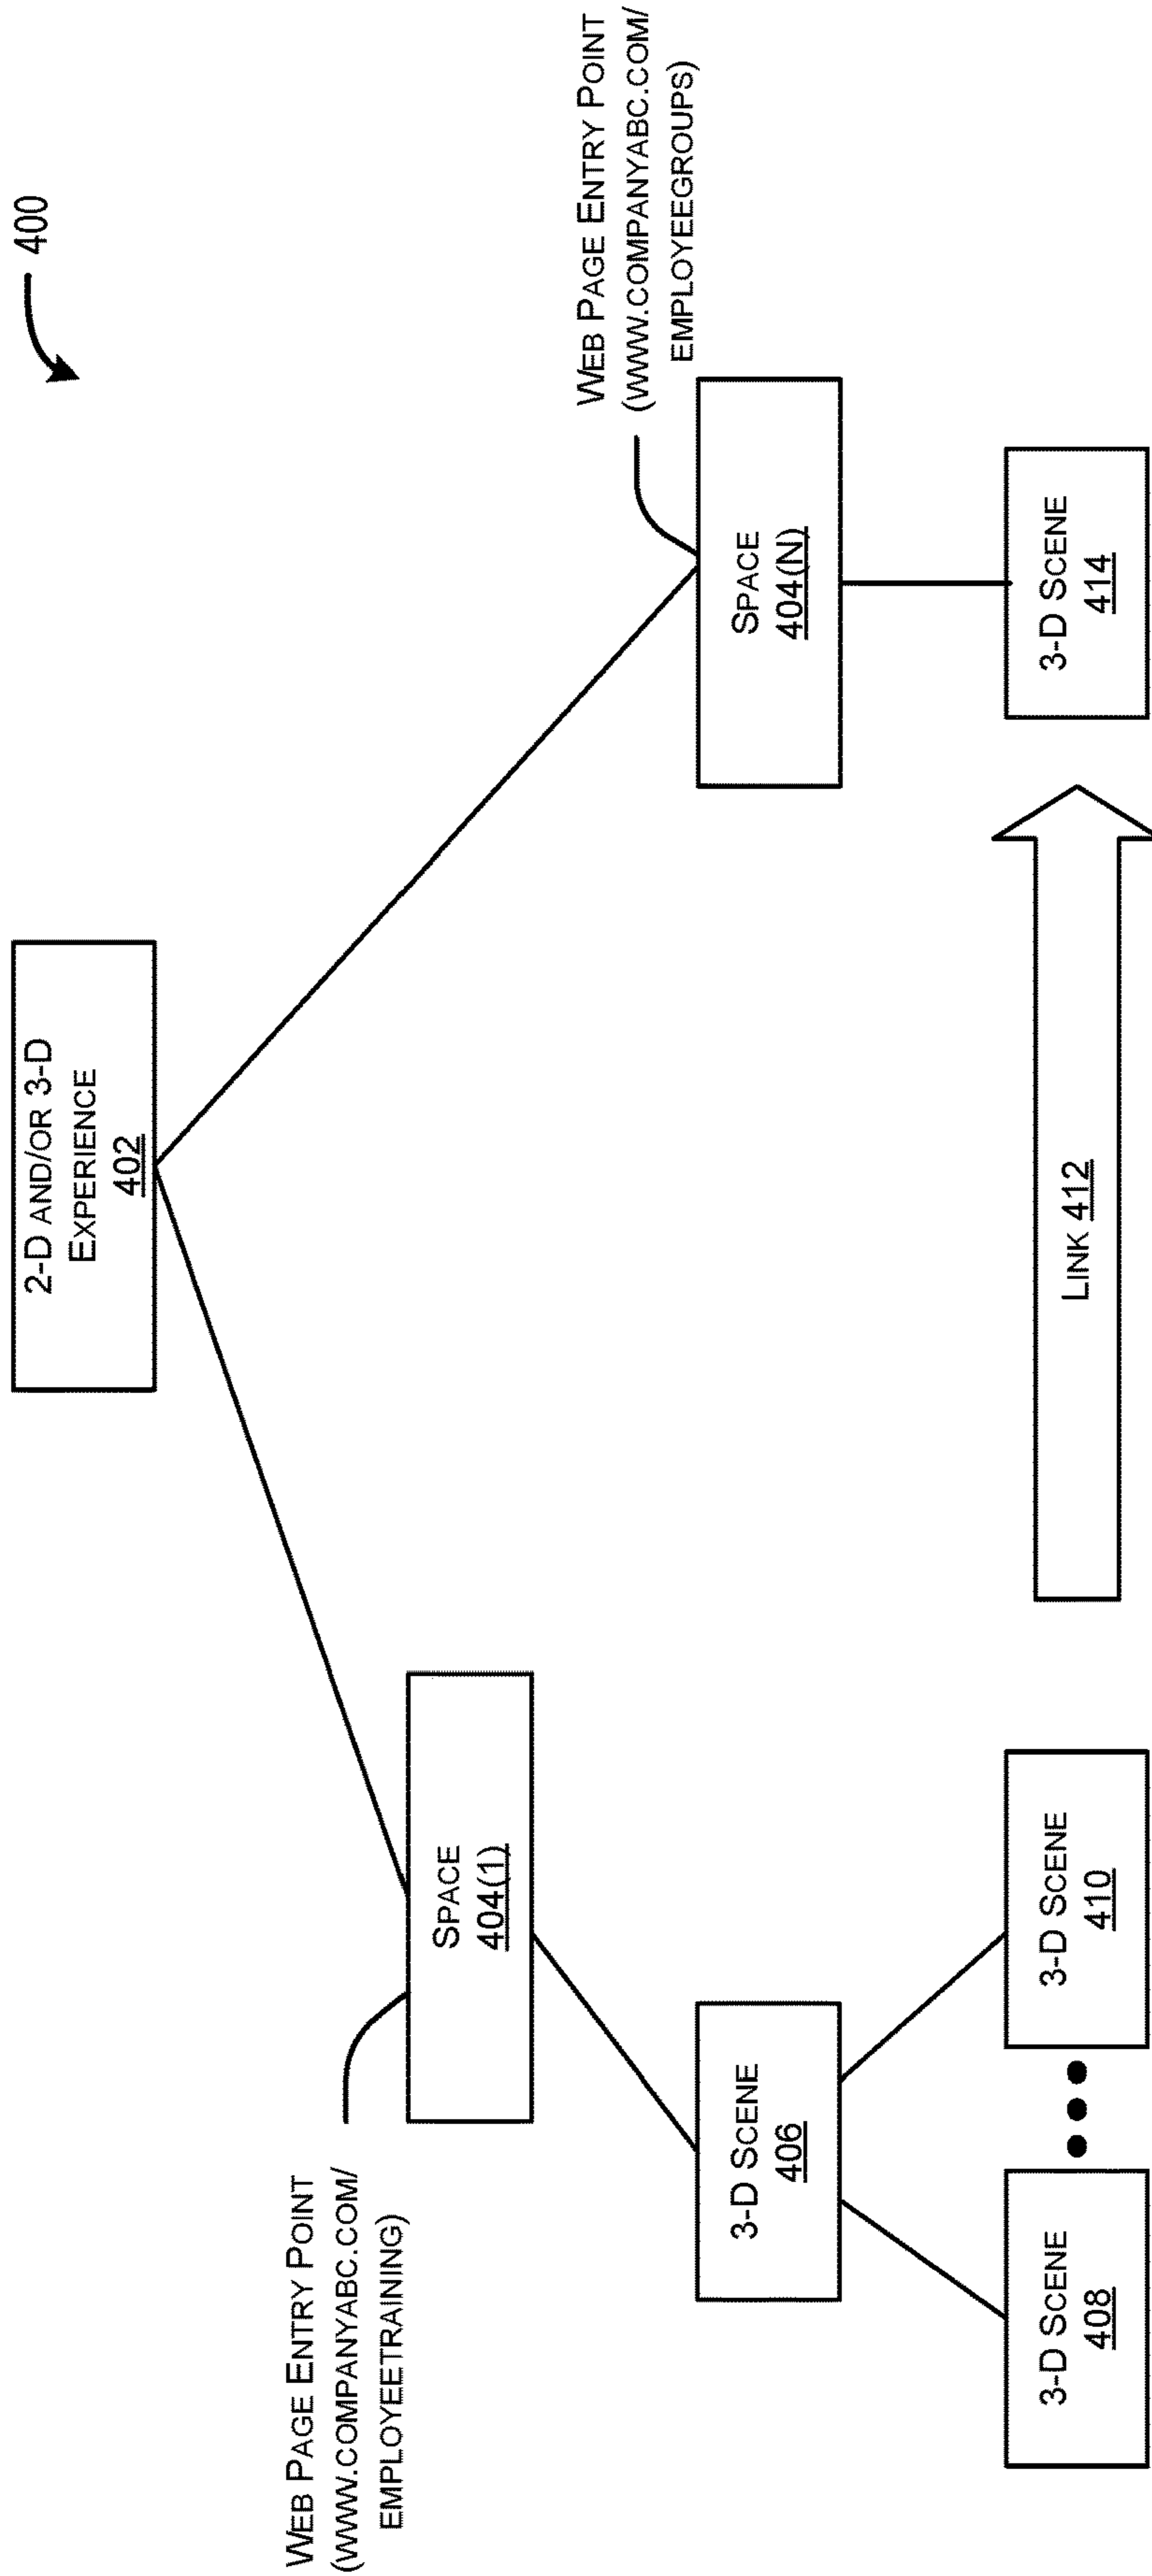 400
2-D AND/OR 3-D
EXPERIENCE
402
WEB PAGE ENTRY POINT
(WWW.COMPANYABC.COM/
EMPLOYEETRAINING)
SPACE
404(1)
WEB PAGE ENTRY POINT
(WWW.COMPANYABC.COM/
EMPLOYEEGROUPS)
SPACE
404(N)
3-D SCENE
406
3-D SCENE
408
3-D SCENE
410
LINK 412
3-D SCENE
414